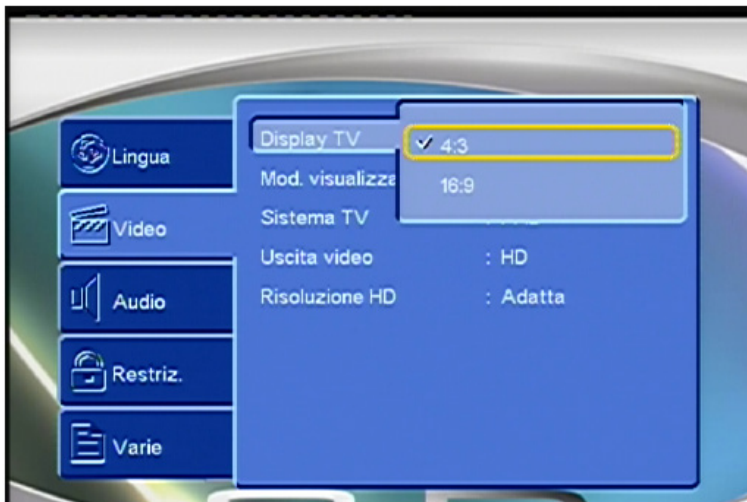 Lingua
Video
Audio
Restriz.
Varie
Display TV
4:3
16:9
Mod. visualizza
Sistema TV
Uscita video : HD
Risoluzione HD : Adatta